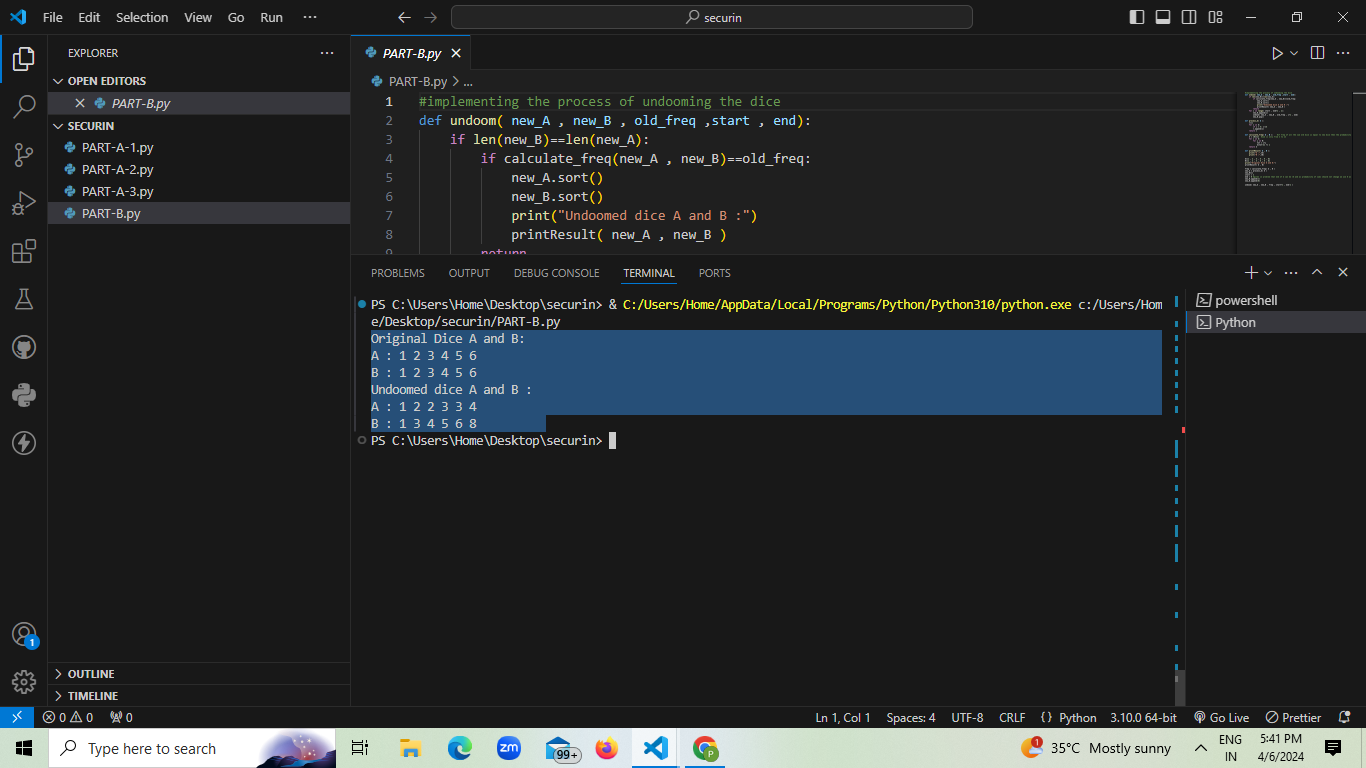 File Edit Selection View Go Run ···
securin
EXPLORER ···
OPEN EDITORS
PART-B.py
SECURIN
PART-A-1.py
PART-A-2.py
PART-A-3.py
PART-B.py
OUTLINE
TIMELINE
PART-B.py
PART-B.py > ...
1 #implementing the process of undooming the dice
2 def undoom( new_A , new_B , old_freq ,start , end):
3 if len(new_B)==len(new_A):
4 if calculate_freq(new_A , new_B)==old_freq:
5 new_A.sort()
6 new_B.sort()
7 print("Undoomed dice A and B :")
8 printResult( new_A , new_B )
9 return
PROBLEMS OUTPUT DEBUG CONSOLE TERMINAL PORTS
PS C:\Users\Home\Desktop\securin> & C:/Users/Home/AppData/Local/Programs/Python/Python310/python.exe c:/Users/Hom
e/Desktop/securin/PART-B.py
Original Dice A and B:
A : 1 2 3 4 5 6
B : 1 2 3 4 5 6
Undoomed dice A and B :
A : 1 2 2 3 3 4
B : 1 3 4 5 6 8
PS C:\Users\Home\Desktop\securin>
powershell
Python
1
0 0 0
Ln 1, Col 1 Spaces: 4 UTF-8 CRLF {} Python 3.10.0 64-bit Go Live Prettier
Type here to search
zm
99+
P
1
35°C Mostly sunny
ENG
IN
5:41 PM
4/6/2024